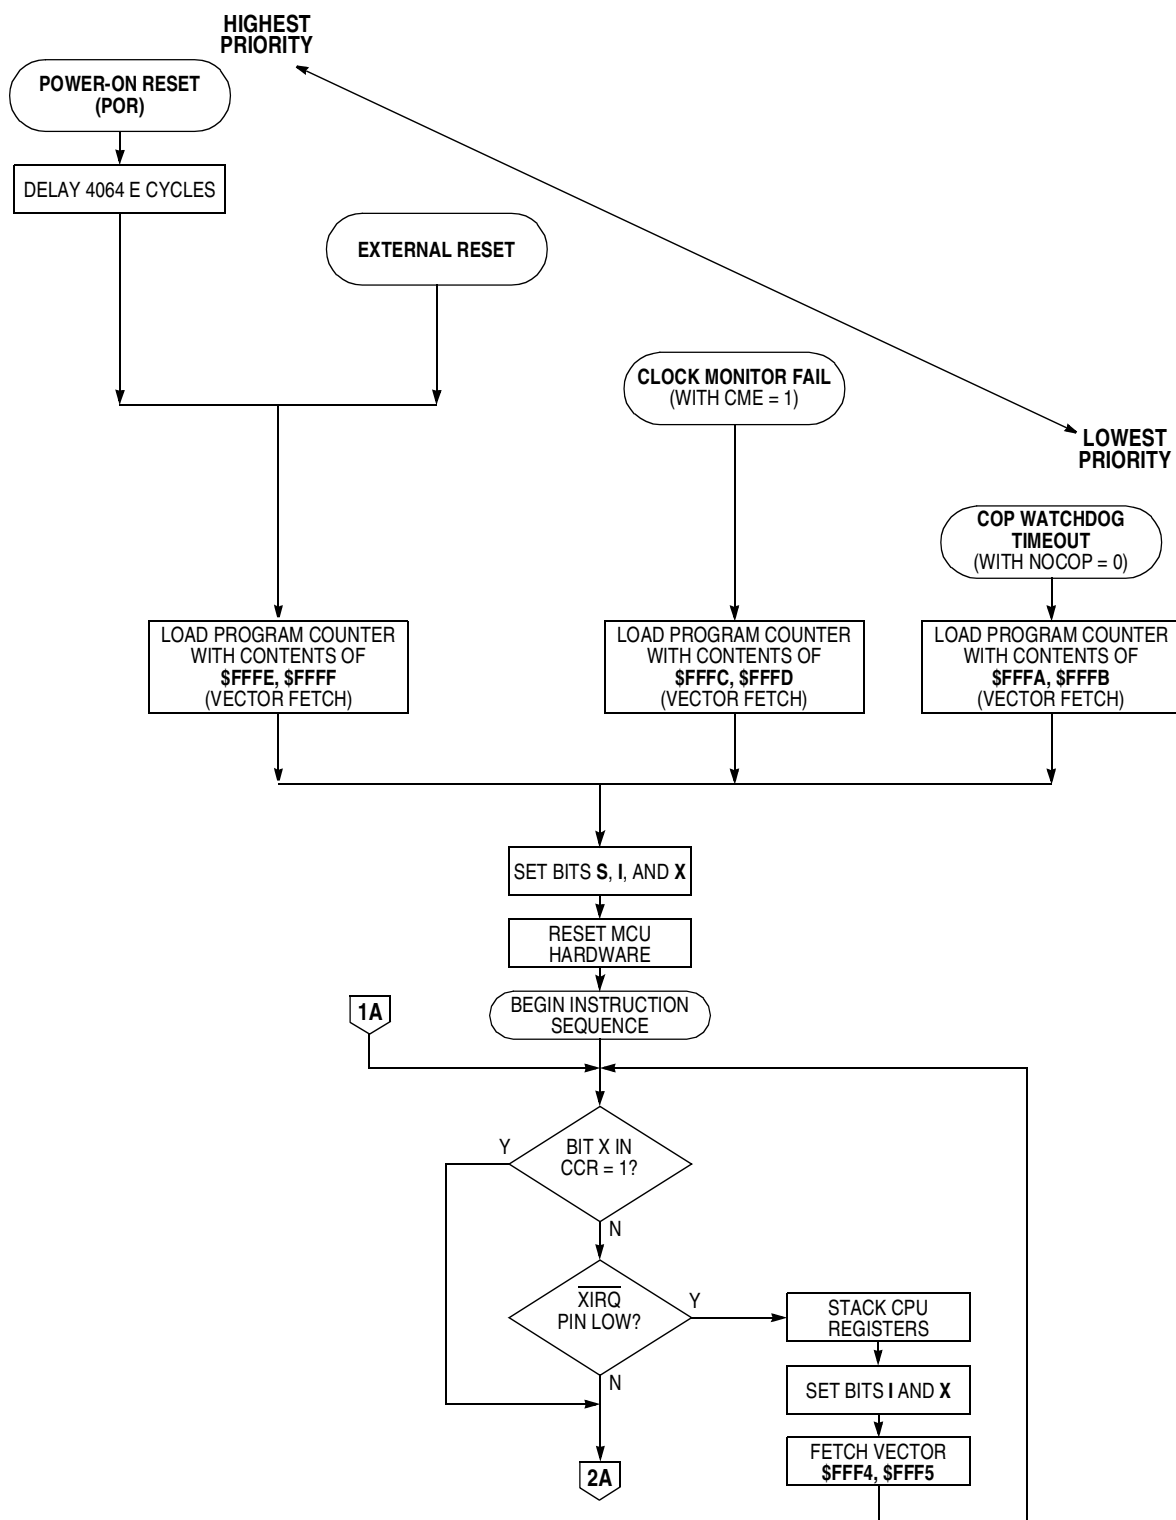 HIGHEST
PRIORITY
POWER-ON RESET
(POR)
DELAY 4064 E CYCLES
EXTERNAL RESET
CLOCK MONITOR FAIL
(WITH CME = 1)
LOWEST
PRIORITY
COP WATCHDOG
TIMEOUT
(WITH NOCOP = 0)
LOAD PROGRAM COUNTER
WITH CONTENTS OF
$FFFE, $FFFF
(VECTOR FETCH)
LOAD PROGRAM COUNTER
WITH CONTENTS OF
$FFFC, $FFFD
(VECTOR FETCH)
LOAD PROGRAM COUNTER
WITH CONTENTS OF
$FFFA, $FFFB
(VECTOR FETCH)
SET BITS S, I, AND X
RESET MCU
HARDWARE
1A
BEGIN INSTRUCTION
SEQUENCE
Y
BIT X IN
CCR = 1?
N
XIRQ
PIN LOW?
Y
STACK CPU
REGISTERS
N
SET BITS I AND X
2A
FETCH VECTOR
$FFF4, $FFF5